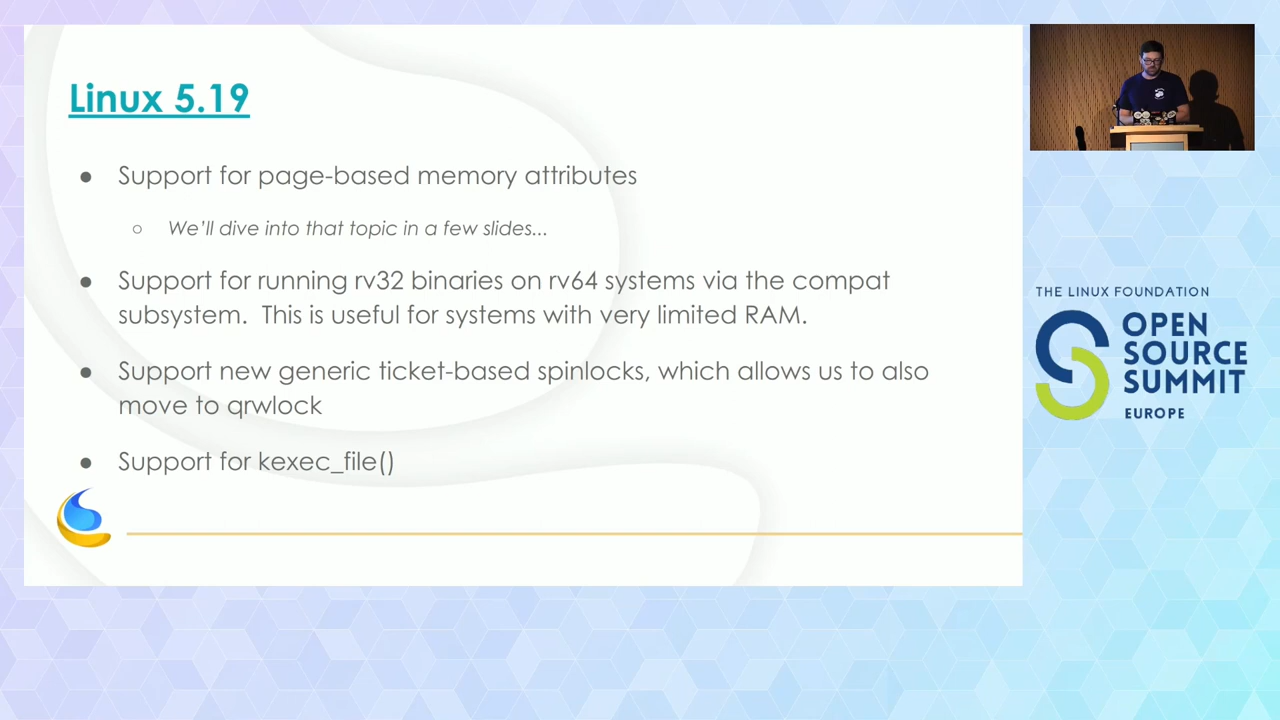 Linux 5.19
● Support for page-based memory attributes
○ We'll dive into that topic in a few slides...
● Support for running rv32 binaries on rv64 systems via the compat
subsystem.  This is useful for systems with very limited RAM.
● Support new generic ticket-based spinlocks, which allows us to also
move to qrwlock
● Support for kexec_file()
THE LINUX FOUNDATION
OPEN
SOURCE
SUMMIT
EUROPE